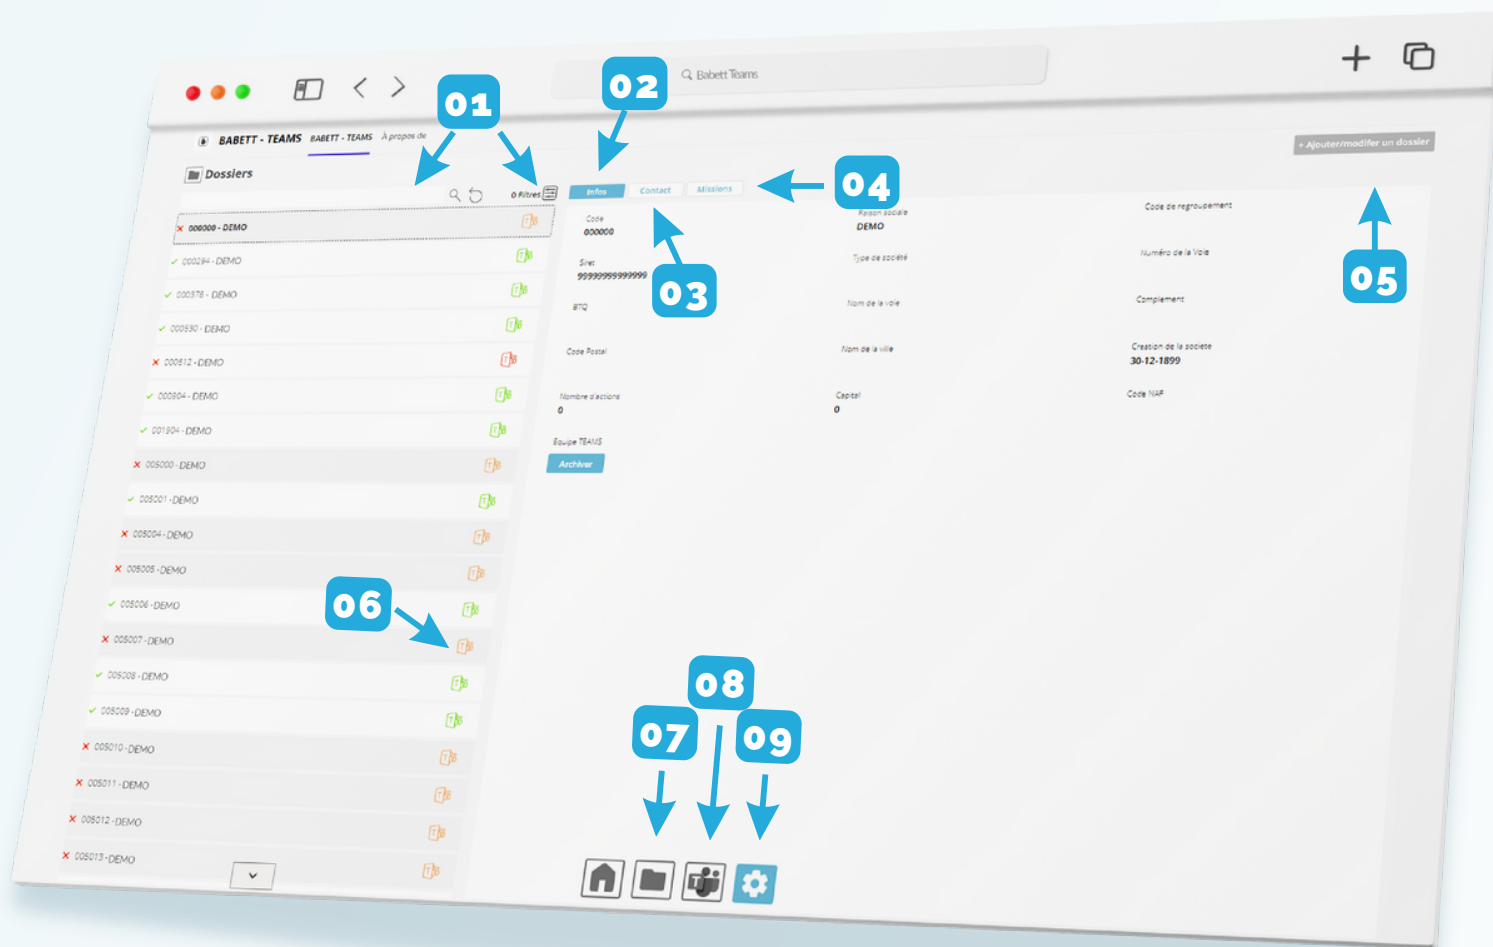 Babett Teams
01
02
BABETT - TEAMS BABETT - TEAMS À propos de
+ Ajouter/modifer un dossier
Dossiers
0 Filtres
Infos Contact Missions
04
05
03
000000 - DEMO
000294 - DEMO
000378 - DEMO
000530 - DEMO
000512 - DEMO
000904 - DEMO
001904 - DEMO
005000 - DEMO
005001 - DEMO
005004 - DEMO
005005 - DEMO
005006 - DEMO
005007 - DEMO
005008 - DEMO
005009 - DEMO
005010 - DEMO
005011 - DEMO
005012 - DEMO
005013 - DEMO
06
Code
000000
Raison sociale
DEMO
Code de regroupement
Siret
99999999999999
Type de société
Numéro de la Voie
BTQ
Nom de la voie
Complement
Code Postal
Nom de la ville
Creation de la societe
30-12-1899
Nombre d'actions
0
Capital
0
Code NAF
Equipe TEAMS
Archiver
08
07
09